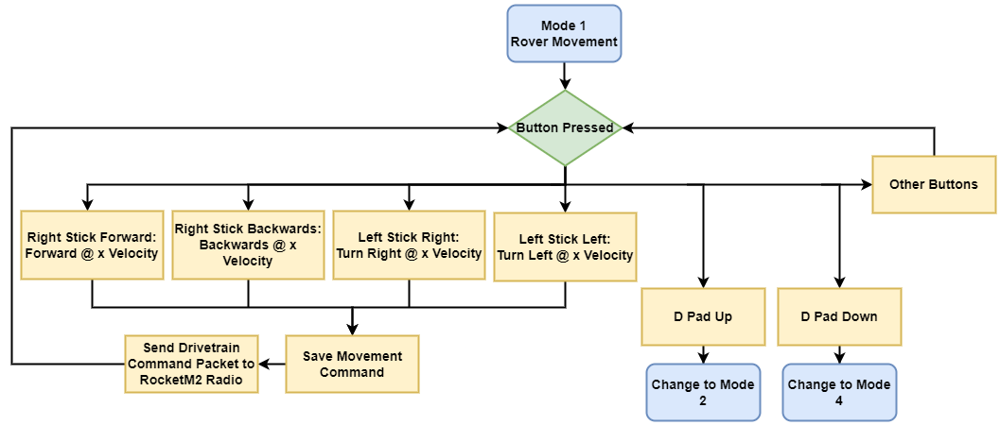 Mode 1
Rover Movement
Button Pressed
Other Buttons
Right Stick Forward:
Forward @ x Velocity
Right Stick Backwards:
Backwards @ x
Velocity
Left Stick Right:
Turn Right @ x Velocity
Left Stick Left:
Turn Left @ x Velocity
D Pad Up
D Pad Down
Send Drivetrain
Command Packet to
RocketM2 Radio
Save Movement
Command
Change to Mode
2
Change to Mode
4